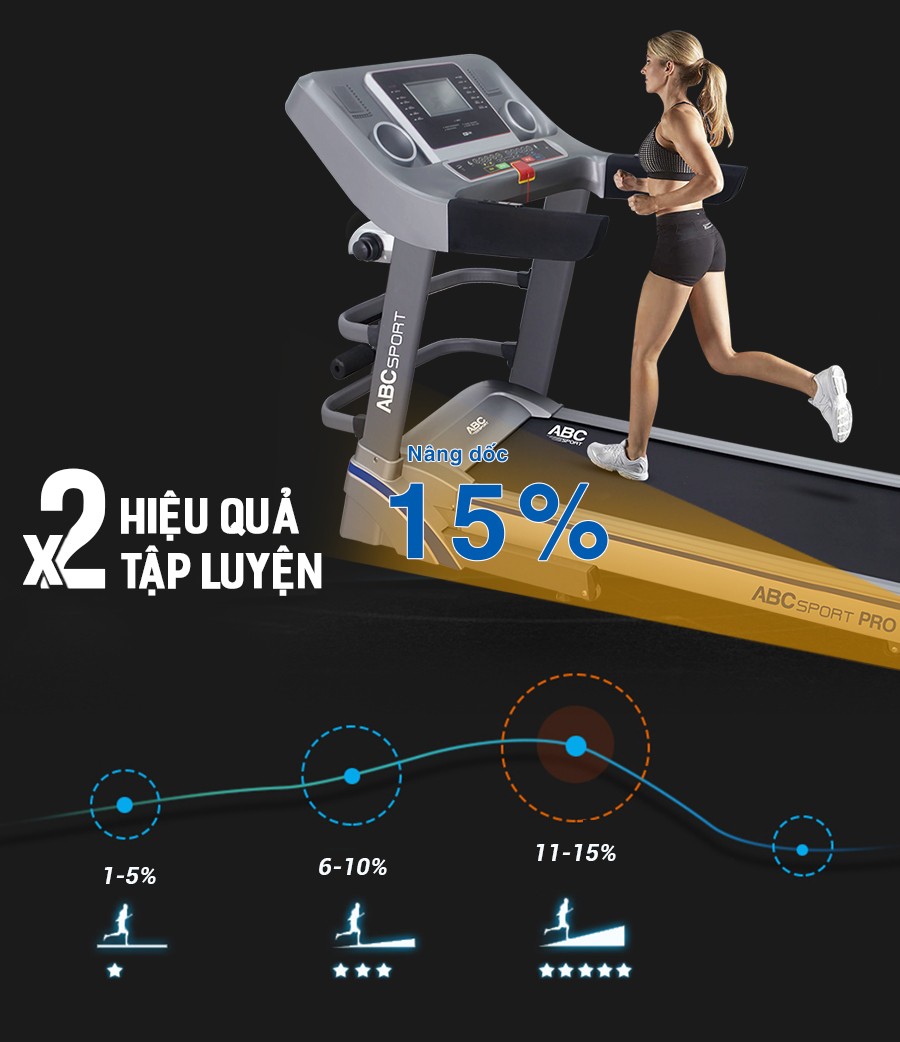 ABC SPORT
ABC
SPORT
ABC
SPORT
Nâng dốc
15%
x2 HIỆU QUẢ
TẬP LUYỆN
ABC SPORT PRO
1-5%
6-10%
11-15%